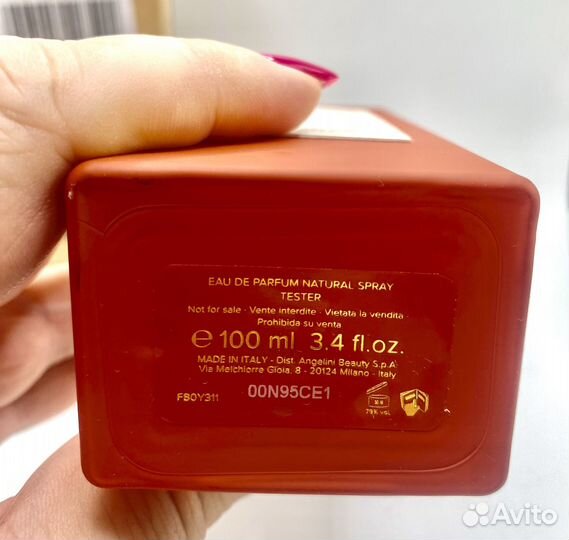 EAU DE PARFUM NATURAL SPRAY
TESTER
Not for sale · Vente interdite · Vietata la vendita ·
Prohibida su venta
℮ 100 ml 3.4 fl.oz.
MADE IN ITALY - Dist. Angelini Beauty S.p.A
Via Melchiorre Gioia, 8 - 20124 Milano - Italy
FB0Y311 00N95CE1 79% vol.
Avito